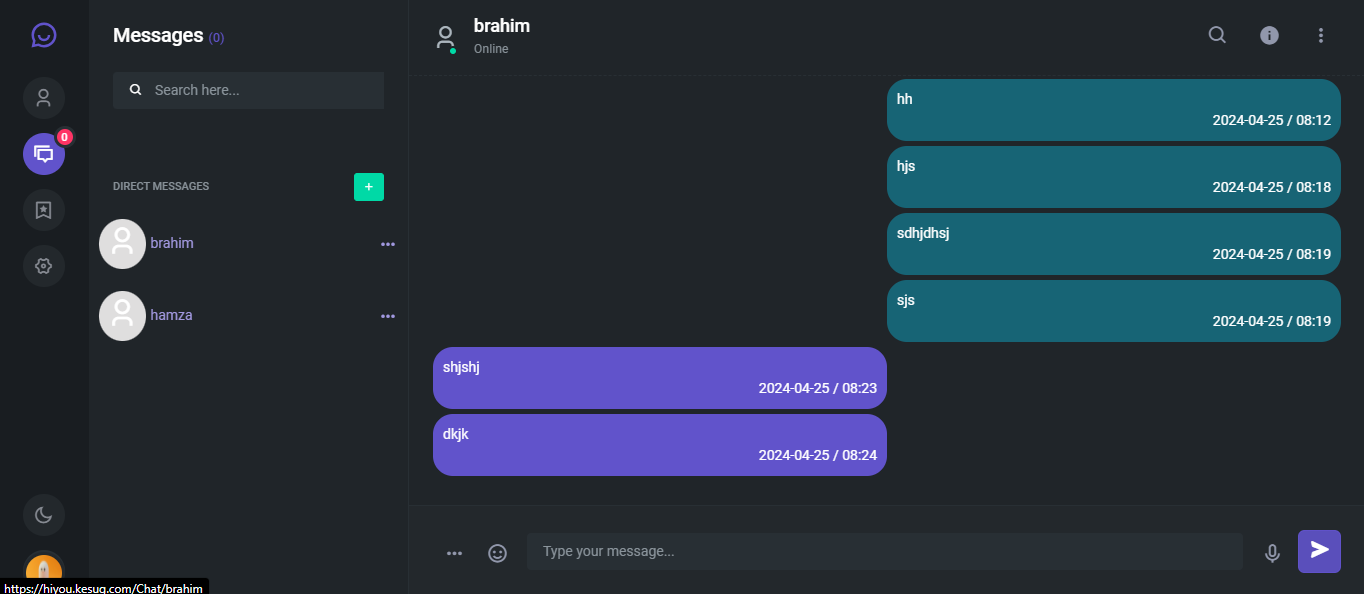 Messages (0)
Search here...
0
DIRECT MESSAGES
+
brahim
hamza
brahim
Online
hh
2024-04-25 / 08:12
hjs
2024-04-25 / 08:18
sdhjdhsj
2024-04-25 / 08:19
sjs
2024-04-25 / 08:19
shjshj
2024-04-25 / 08:23
dkjk
2024-04-25 / 08:24
Type your message...
https://hiyou.kesug.com/Chat/brahim